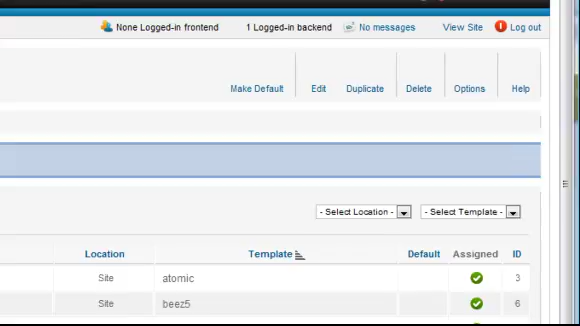 None Logged-in frontend 1 Logged-in backend No messages View Site Log out
Make Default Edit Duplicate Delete Options Help
- Select Location - - Select Template -
Location Template Default Assigned ID
Site atomic 3
Site beez5 6